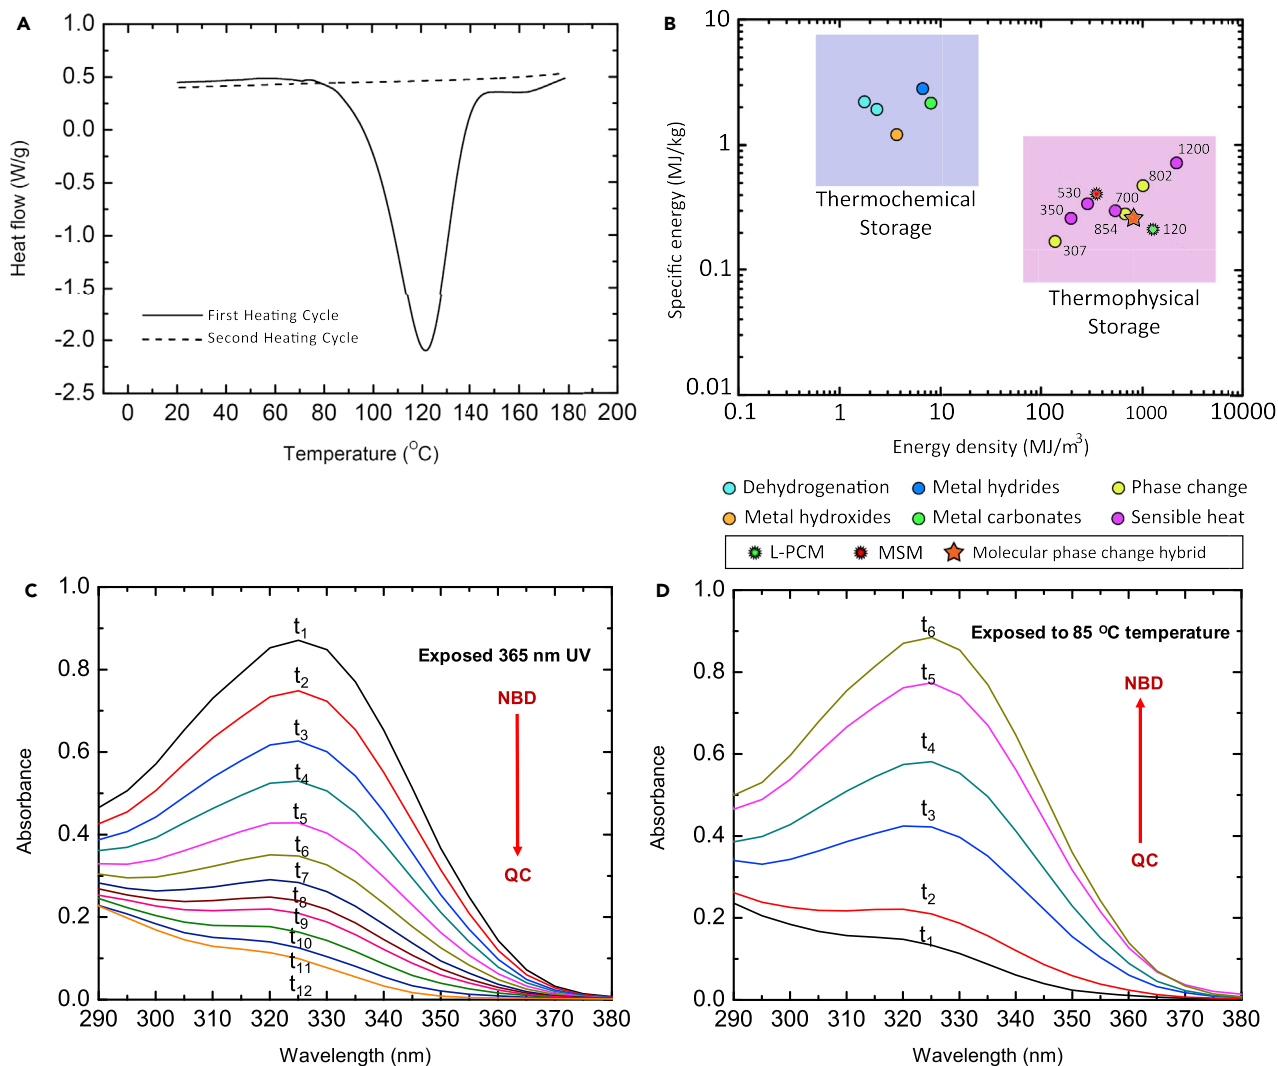 A
1.0
0.5
0.0
-0.5
-1.0
-1.5
-2.0
-2.5
Heat flow (W/g)
First Heating Cycle
Second Heating Cycle
0 20 40 60 80 100 120 140 160 180 200
Temperature (OC)
B
10
1
0.1
0.01
Specific energy (MJ/kg)
Thermochemical
Storage
1200
802
530
700
350
854
120
307
Thermophysical
Storage
0.1 1 10 100 1000 10000
Energy density (MJ/m3)
Dehydrogenation Metal hydrides Phase change
Metal hydroxides Metal carbonates Sensible heat
L-PCM MSM Molecular phase change hybrid
C
1.0
0.8
0.6
0.4
0.2
0.0
Absorbance
t1
t2
t3
t4
t5
t6
t7
t8
t9
t10
t11
t12
Exposed 365 nm UV
NBD
QC
290 300 310 320 330 340 350 360 370 380
Wavelength (nm)
D
1.0
0.8
0.6
0.4
0.2
0.0
Absorbance
t6
t5
t4
t3
t2
t1
Exposed to 85 OC temperature
NBD
QC
290 300 310 320 330 340 350 360 370 380
Wavelength (nm)